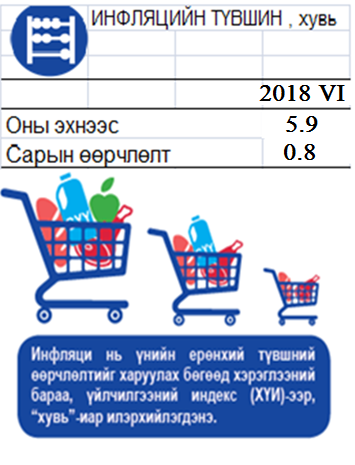 ИНФЛЯЦИЙН ТҮВШИН , хувь
2018 VI
Оны эхнээс 5.9
Сарын өөрчлөлт 0.8
ХҮИ
Инфляци нь үнийн ерөнхий түвшний
өөрчлөлтийг харуулах бөгөөд хэрэглээний
бараа, үйлчилгээний индекс (ХҮИ)-ээр,
“хувь”-иар илэрхийлэгдэнэ.